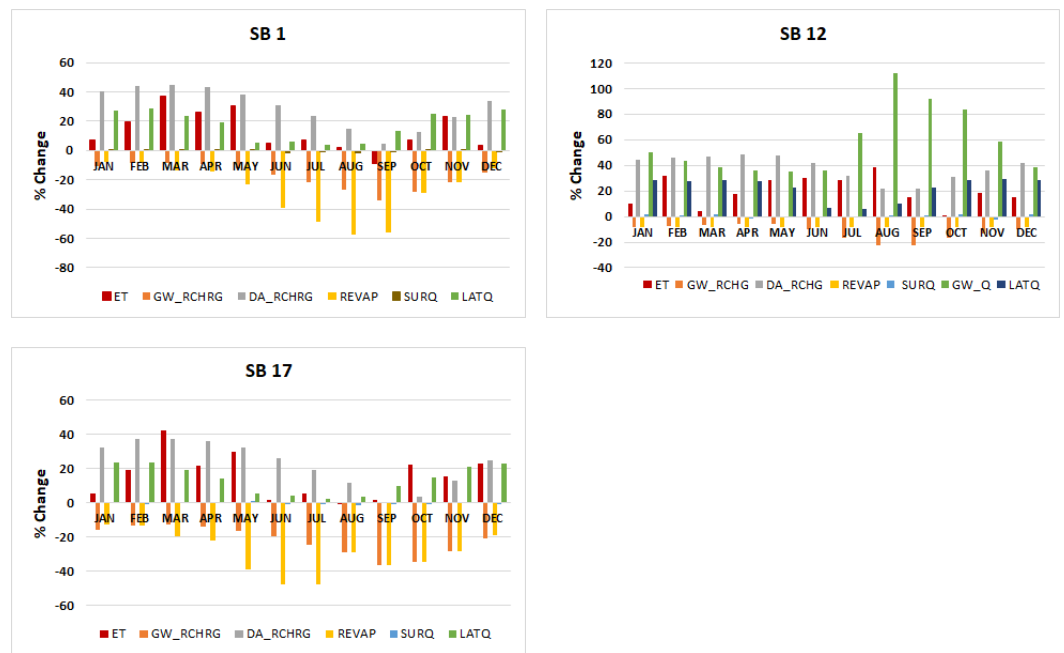 SB 1
% Change
60
40
20
0
-20
-40
-60
-80
JAN FEB MAR APR MAY JUN JUL AUG SEP OCT NOV DEC
ET GW_RCHRG DA_RCHRG REVAP SURQ LATQ
SB 12
% Change
120
100
80
60
40
20
0
-20
-40
JAN FEB MAR APR MAY JUN JUL AUG SEP OCT NOV DEC
ET GW_RCHG DA_RCHG REVAP SURQ GW_Q LATQ
SB 17
% Change
60
40
20
0
-20
-40
-60
JAN FEB MAR APR MAY JUN JUL AUG SEP OCT NOV DEC
ET GW_RCHRG DA_RCHRG REVAP SURQ LATQ